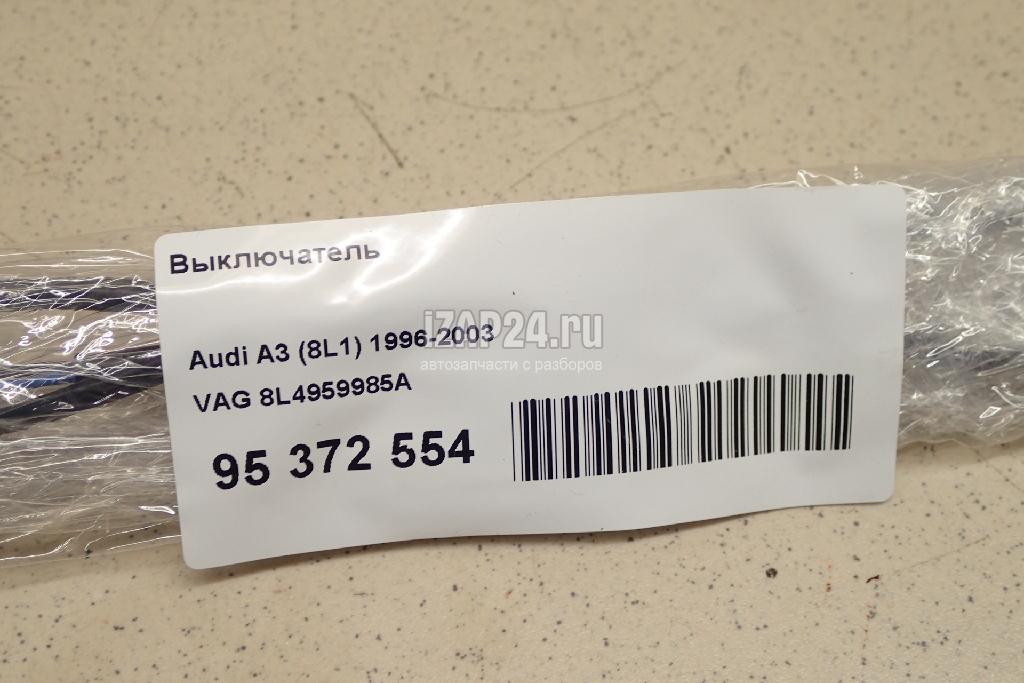 Выключатель
iZAP24.ru
Audi A3 (8L1) 1996-2003
автозапчасти с разборов
VAG 8L4959985A
95 372 554